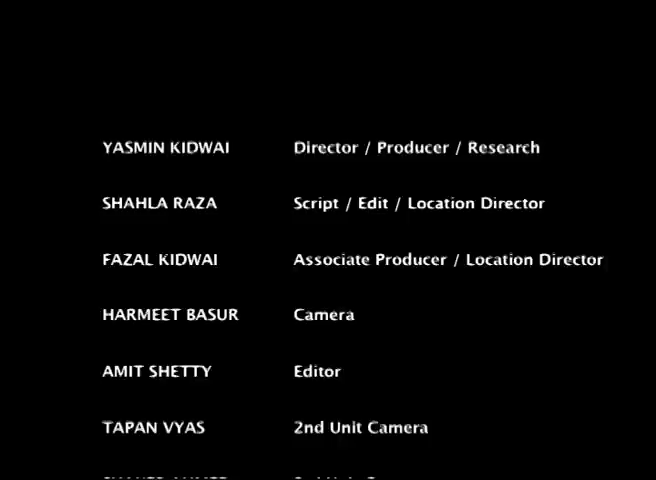 YASMIN KIDWAI Director / Producer / Research
SHAHLA RAZA Script / Edit / Location Director
FAZAL KIDWAI Associate Producer / Location Director
HARMEET BASUR Camera
AMIT SHETTY Editor
TAPAN VYAS 2nd Unit Camera